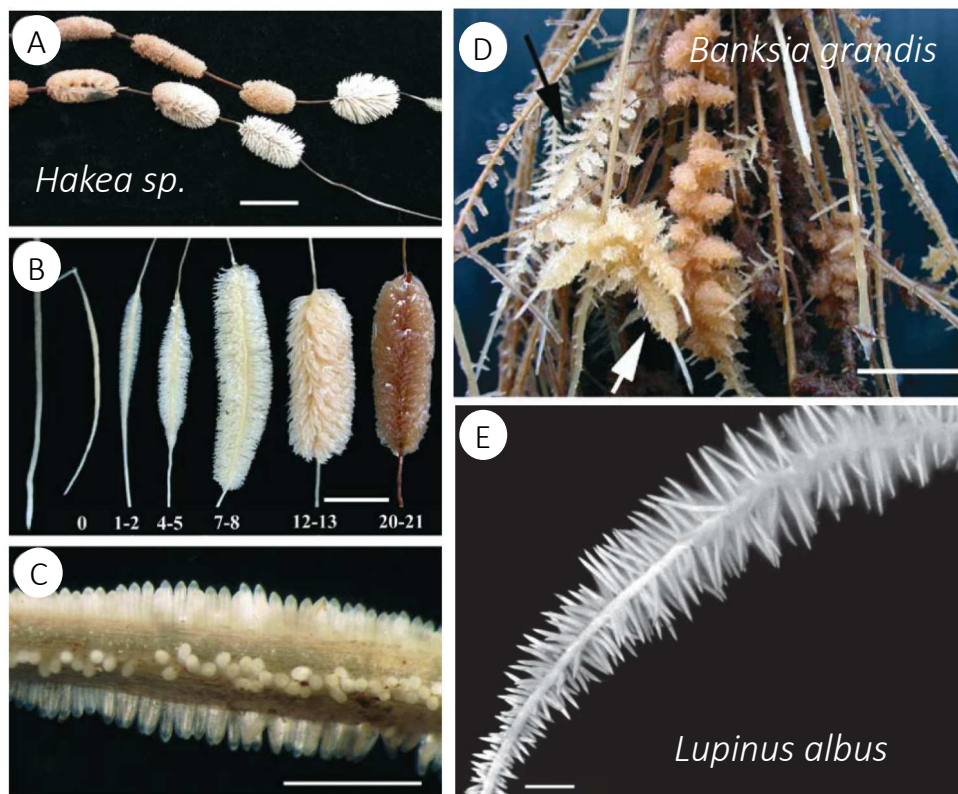 A
Hakea sp.
B
0 1-2 4-5 7-8 12-13 20-21
C
D
Banksia grandis
E
Lupinus albus